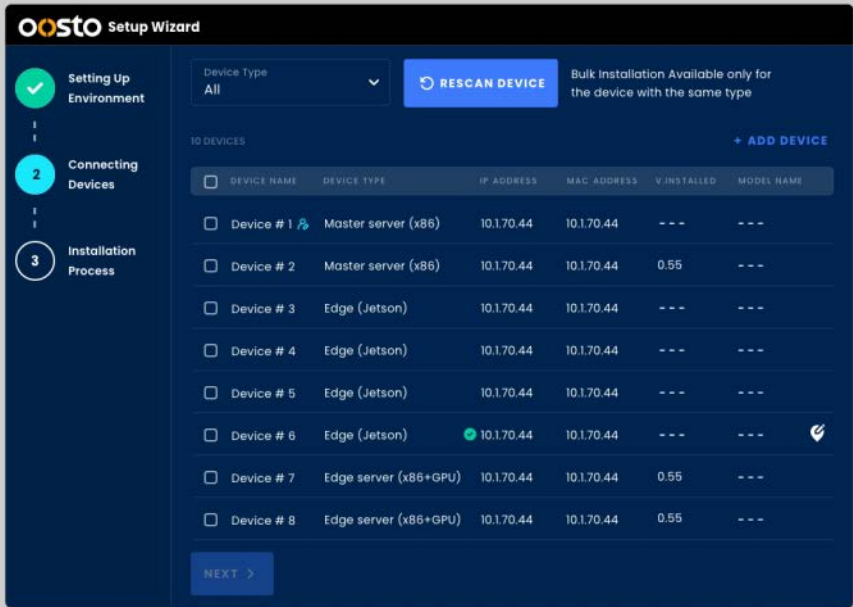 oosto Setup Wizard
Setting Up
Environment
2
Connecting
Devices
3
Installation
Process
Device Type
All
RESCAN DEVICE
Bulk Installation Available only for
the device with the same type
10 DEVICES
+ ADD DEVICE
DEVICE NAME DEVICE TYPE IP ADDRESS MAC ADDRESS V.INSTALLED MODEL NAME
Device # 1 Master server (x86) 10.1.70.44 10.1.70.44 --- ---
Device # 2 Master server (x86) 10.1.70.44 10.1.70.44 0.55 ---
Device # 3 Edge (Jetson) 10.1.70.44 10.1.70.44 --- ---
Device # 4 Edge (Jetson) 10.1.70.44 10.1.70.44 --- ---
Device # 5 Edge (Jetson) 10.1.70.44 10.1.70.44 --- ---
Device # 6 Edge (Jetson) 10.1.70.44 10.1.70.44 --- ---
Device # 7 Edge server (x86+GPU) 10.1.70.44 10.1.70.44 0.55 ---
Device # 8 Edge server (x86+GPU) 10.1.70.44 10.1.70.44 0.55 ---
NEXT >